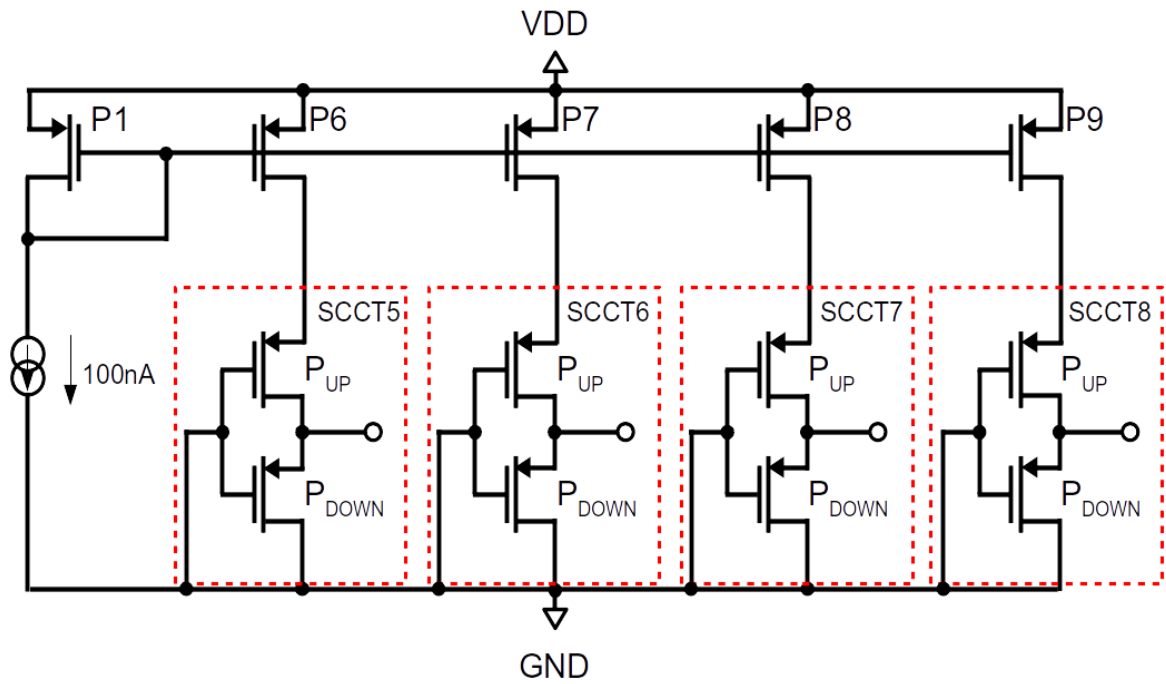 VDD
P1 P6 P7 P8 P9
SCCT5 SCCT6 SCCT7 SCCT8
100nA
PUP PUP PUP PUP
PDOWN PDOWN PDOWN PDOWN
GND